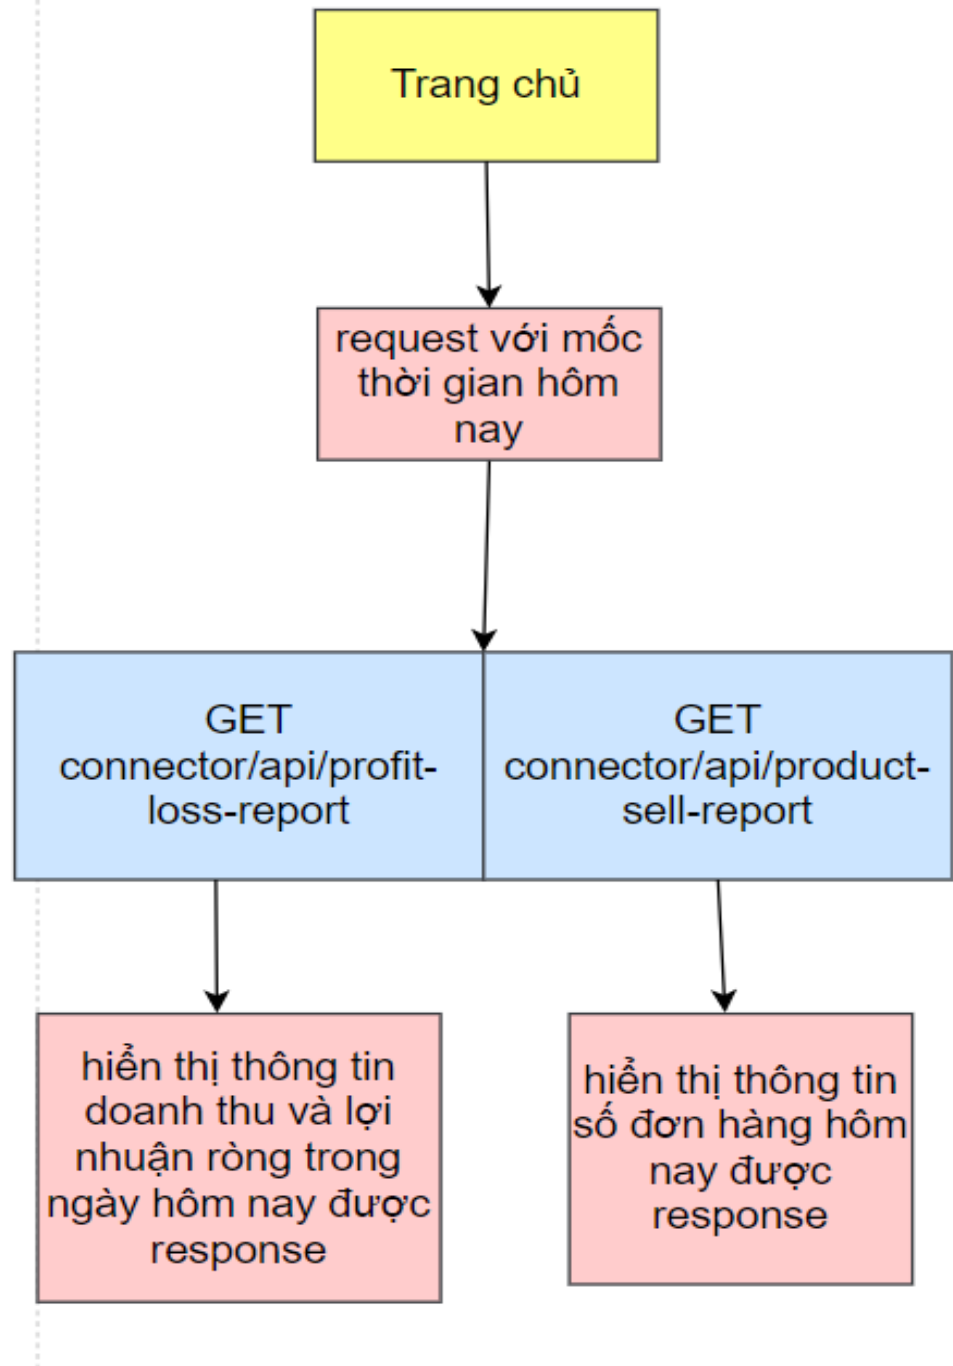 Trang chủ
request với mốc
thời gian hôm
nay
GET
connector/api/profit-
loss-report
GET
connector/api/product-
sell-report
hiển thị thông tin
doanh thu và lợi
nhuận ròng trong
ngày hôm nay được
response
hiển thị thông tin
số đơn hàng hôm
nay được
response